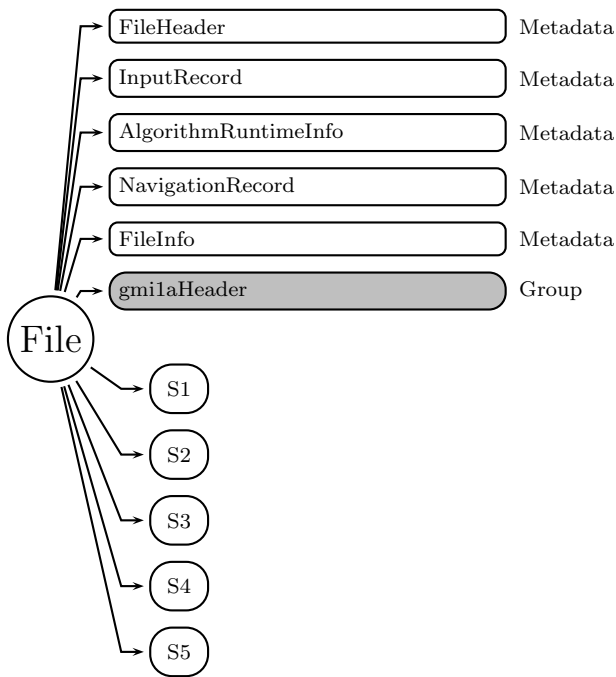 FileHeader Metadata
InputRecord Metadata
AlgorithmRuntimeInfo Metadata
NavigationRecord Metadata
FileInfo Metadata
gmi1aHeader Group
File
S1
S2
S3
S4
S5